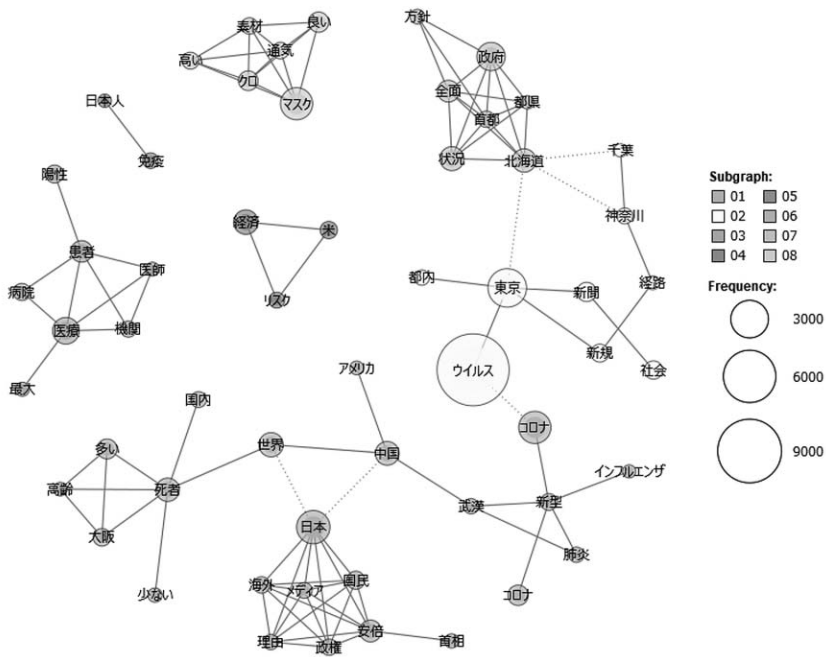 素材
良い
方針
通気
高い
政府
クロ
マスク
全面
都県
日本人
首都
免疫
状況
北海道
千葉
陽性
Subgraph:
01 05
02 06
03 07
04 08
経済
米
神奈川
患者
医師
都内
東京
新聞
経路
病院
リスク
Frequency:
医療
機関
3000
新規
社会
ウイルス
6000
最大
アメリカ
国内
9000
コロナ
多い
世界
中国
インフルエンザ
高齢
死者
武漢
新型
大阪
日本
肺炎
少ない
海外
メディア
国民
コロナ
理由
政権
安倍
首相